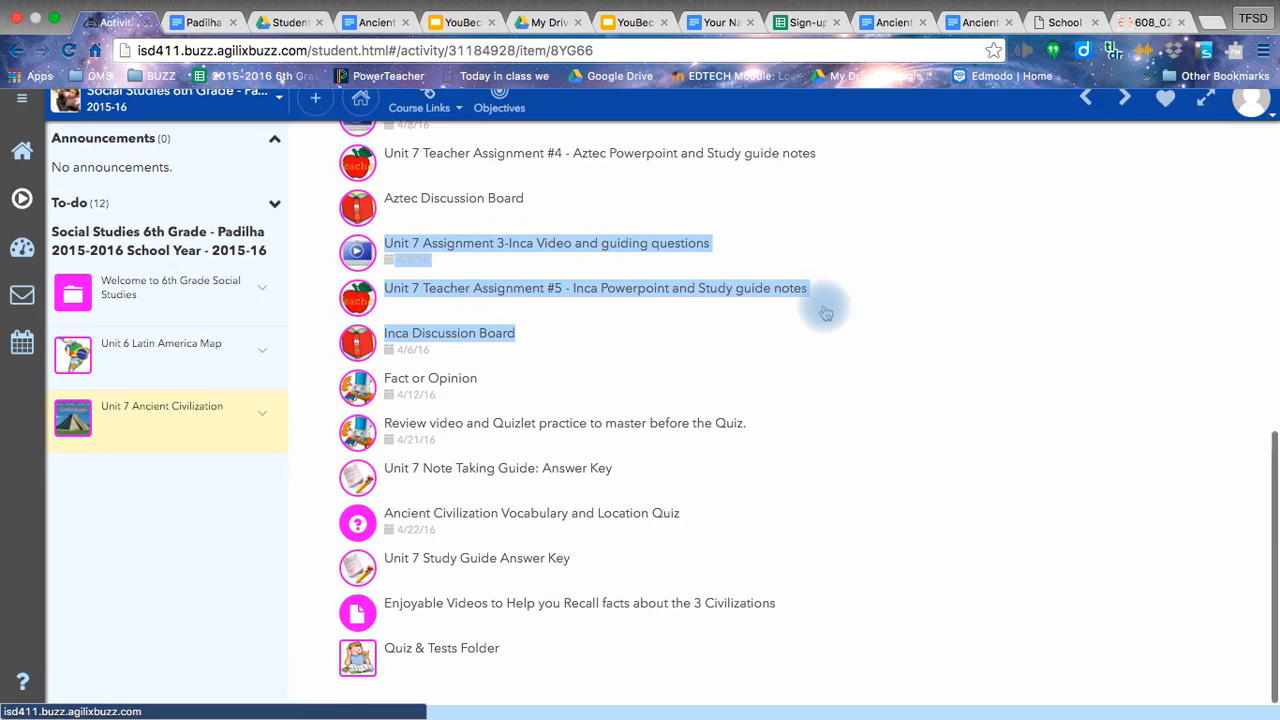 Activiti
Padilha
Student
Ancient
YouBec
My Driv
YouBec
Your Na
Sign-up
Ancient
Ancient
School
608_02
TFSD
isd411.buzz.agilixbuzz.com/student.html#/activity/31184928/item/8YG66
Apps
OMS
BUZZ
2015-2016 6th Gra
PowerTeacher
Today in class we
Google Drive
EDTECH Moodle: Lo
Edmodo | Home
»
Other Bookmarks
Social Studies 6th Grade - Pa...
2015-16
Course Links
Objectives
Announcements (0)
No announcements.
To-do (12)
Social Studies 6th Grade - Padilha
2015-2016 School Year - 2015-16
Welcome to 6th Grade Social
Studies
Unit 6 Latin America Map
Unit 7 Ancient Civilization
4/8/16
Unit 7 Teacher Assignment #4 - Aztec Powerpoint and Study guide notes
Aztec Discussion Board
Unit 7 Assignment 3-Inca Video and guiding questions
4/8/16
Unit 7 Teacher Assignment #5 - Inca Powerpoint and Study guide notes
Inca Discussion Board
4/6/16
Fact or Opinion
4/12/16
Review video and Quizlet practice to master before the Quiz.
4/21/16
Unit 7 Note Taking Guide: Answer Key
Ancient Civilization Vocabulary and Location Quiz
4/22/16
Unit 7 Study Guide Answer Key
Enjoyable Videos to Help you Recall facts about the 3 Civilizations
Quiz & Tests Folder
isd411.buzz.agilixbuzz.com